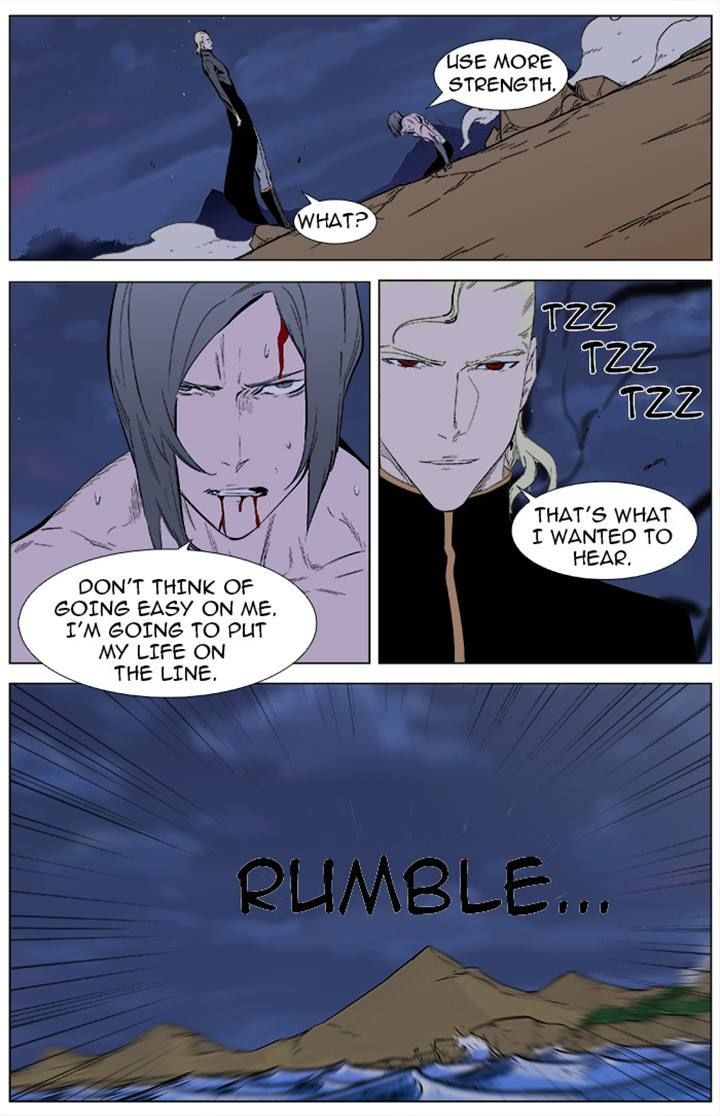 USE MORE
STRENGTH.
WHAT?
DON'T THINK OF
GOING EASY ON ME.
I'M GOING TO PUT
MY LIFE ON
THE LINE.
TZZ
TZZ
TZZ
THAT'S WHAT
I WANTED TO
HEAR.
RUMBLE...